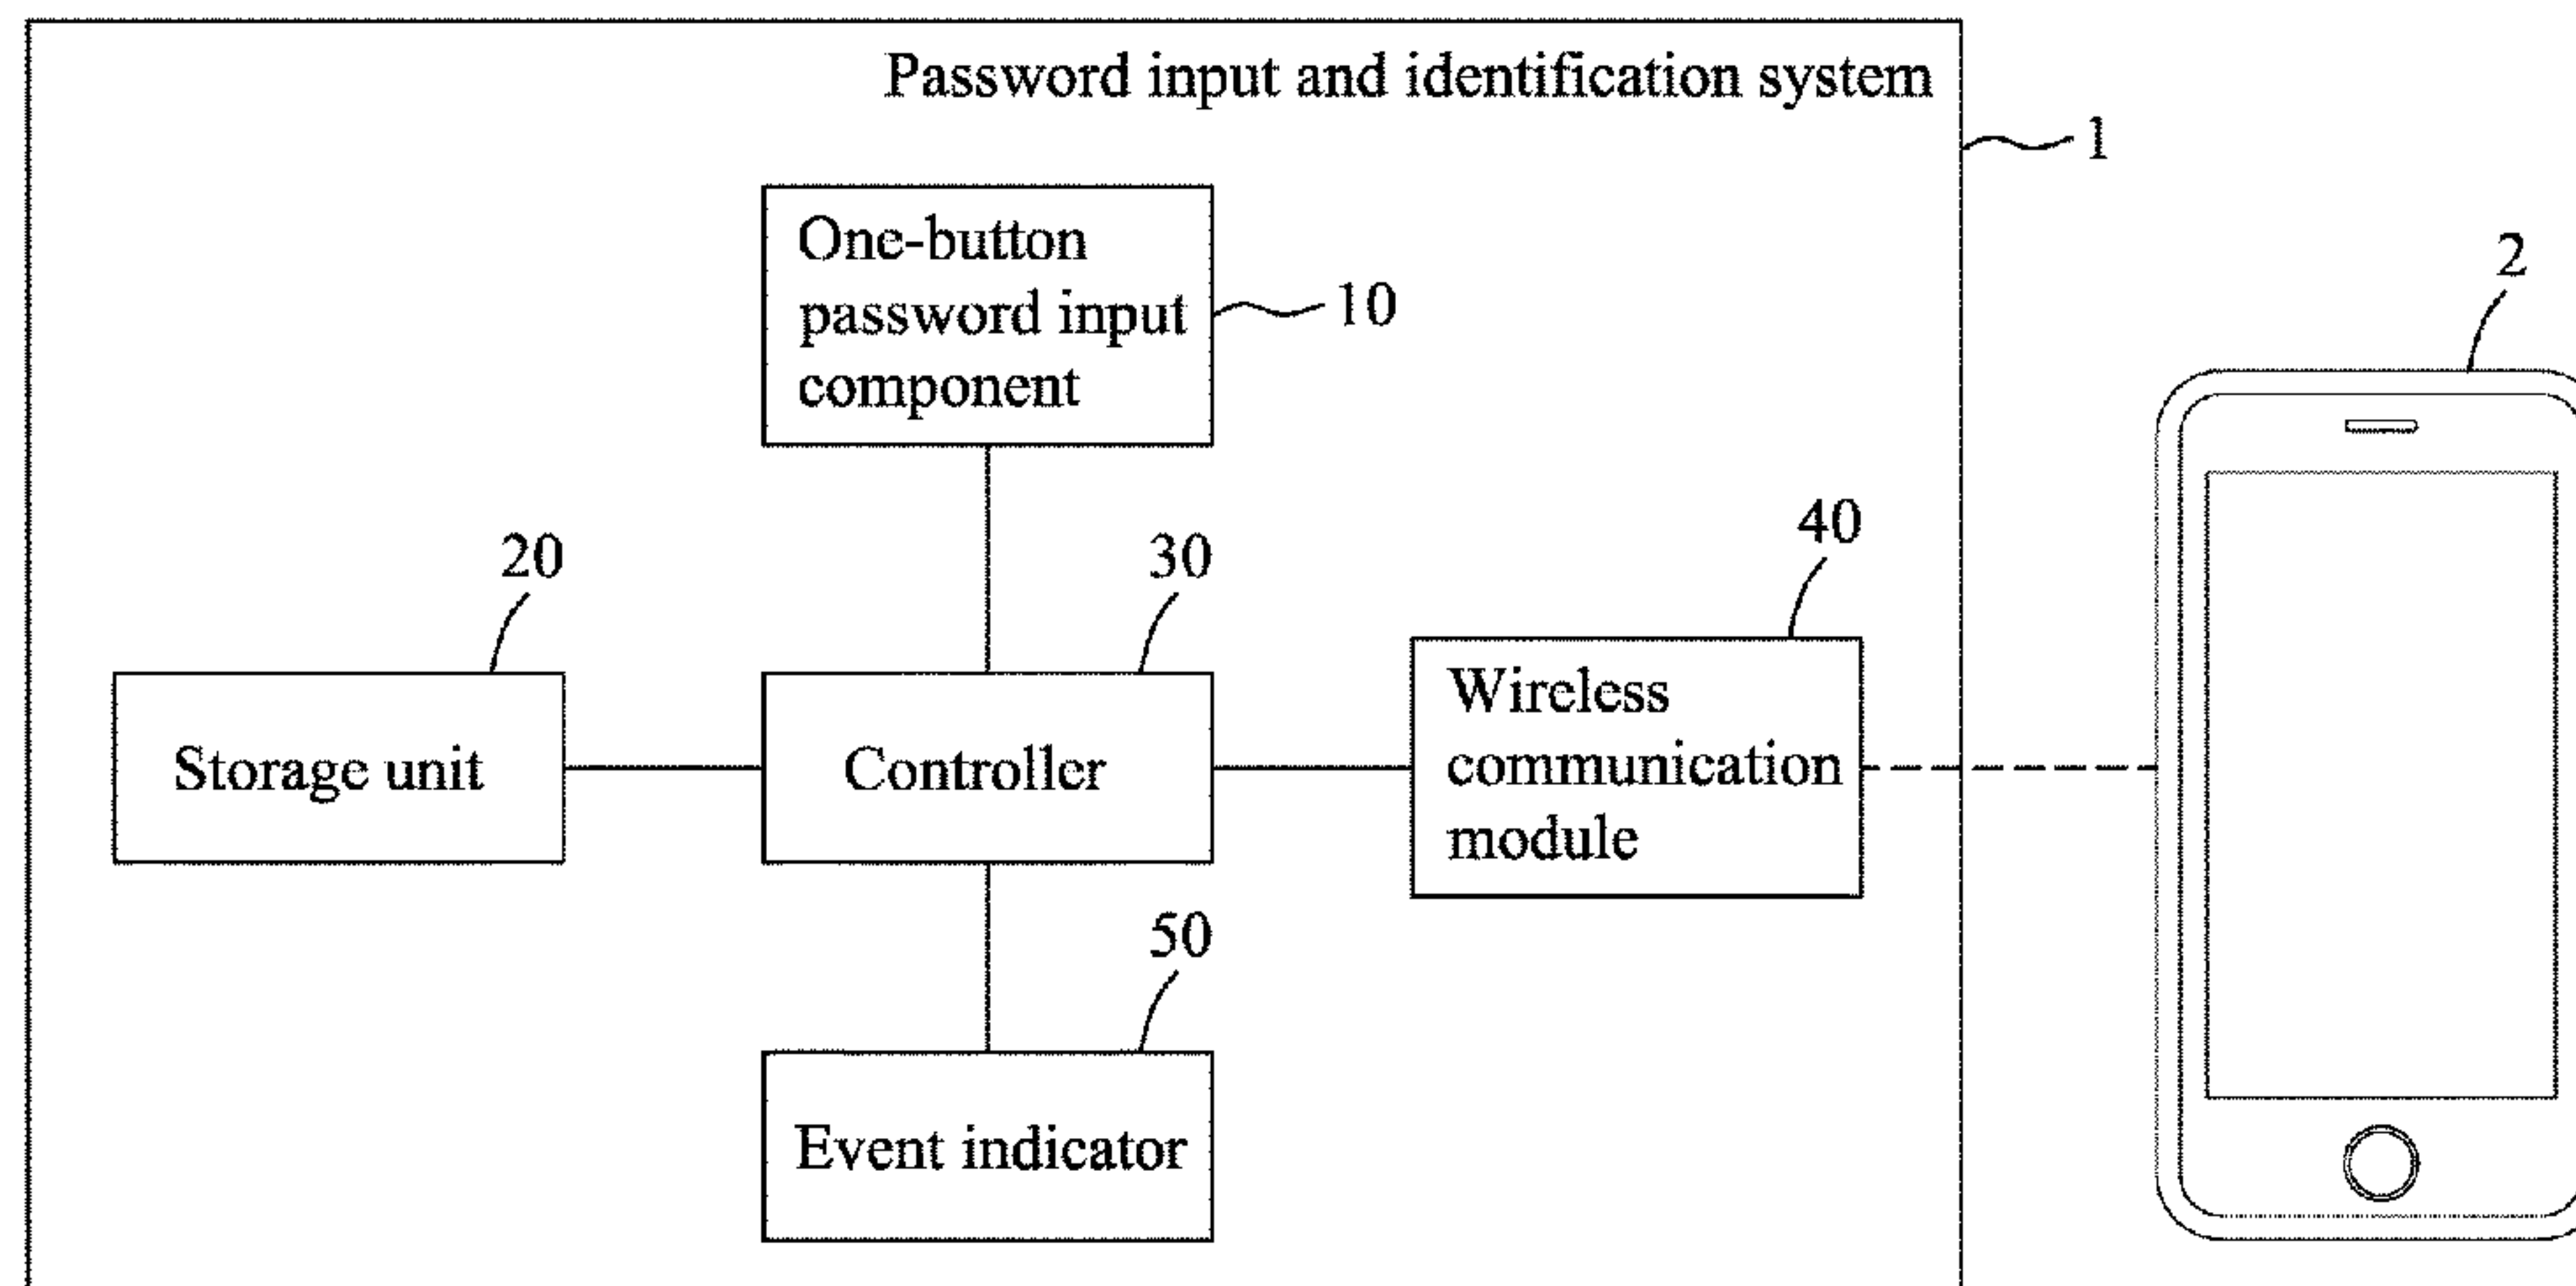 Password input and identification system
1
One-button
password input
component
10
2
20
30
40
Storage unit
Controller
Wireless
communication
module
50
Event indicator